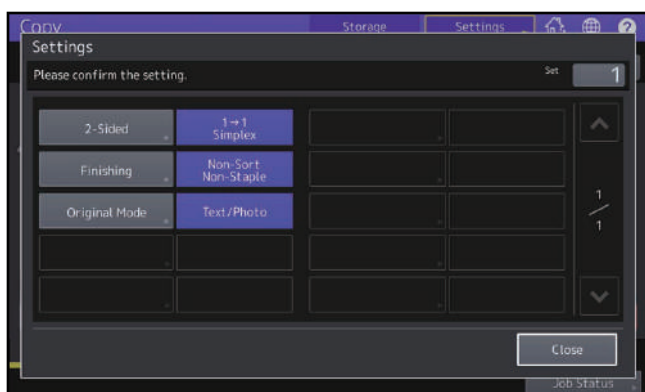 Copy
Storage
Settings
Settings
Please confirm the setting.
Set
1
2-Sided
1→1
Simplex
Finishing
Non-Sort
Non-Staple
Original Mode
Text/Photo
1
1
Close
Job Status